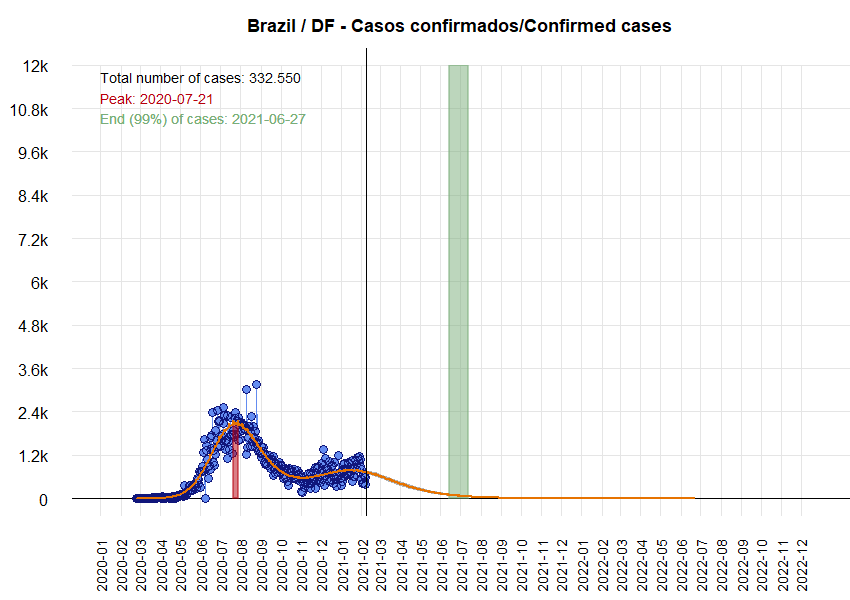 Brazil / DF - Casos confirmados/Confirmed cases
12k
10.8k
9.6k
8.4k
7.2k
6k
4.8k
3.6k
2.4k
1.2k
0
Total number of cases: 332.550
Peak: 2020-07-21
End (99%) of cases: 2021-06-27
2020-01
2020-02
2020-03
2020-04
2020-05
2020-06
2020-07
2020-08
2020-09
2020-10
2020-11
2020-12
2021-01
2021-02
2021-03
2021-04
2021-05
2021-06
2021-07
2021-08
2021-09
2021-10
2021-11
2021-12
2022-01
2022-02
2022-03
2022-04
2022-05
2022-06
2022-07
2022-08
2022-09
2022-10
2022-11
2022-12